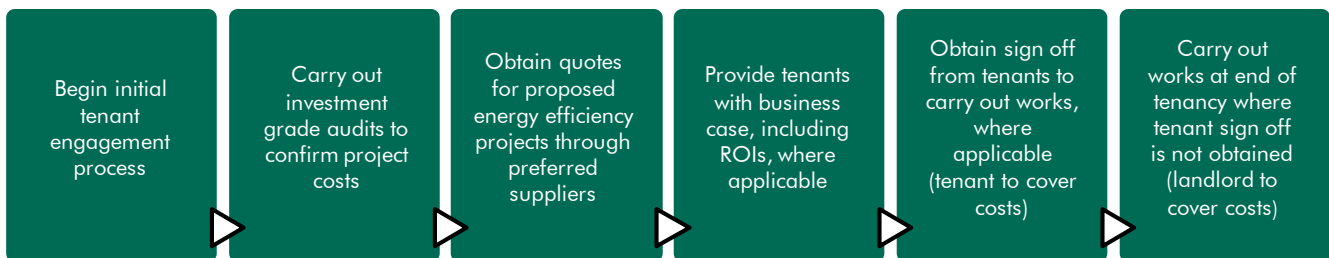 Begin initial
tenant
engagement
process
Carry out
investment
grade audits to
confirm project
costs
Obtain quotes
for proposed
energy efficiency
projects through
preferred
suppliers
Provide tenants
with business
case, including
ROIs, where
applicable
Obtain sign off
from tenants to
carry out works,
where
applicable
(tenant to cover
costs)
Carry out
works at end of
tenancy where
tenant sign off
is not obtained
(landlord to
cover costs)